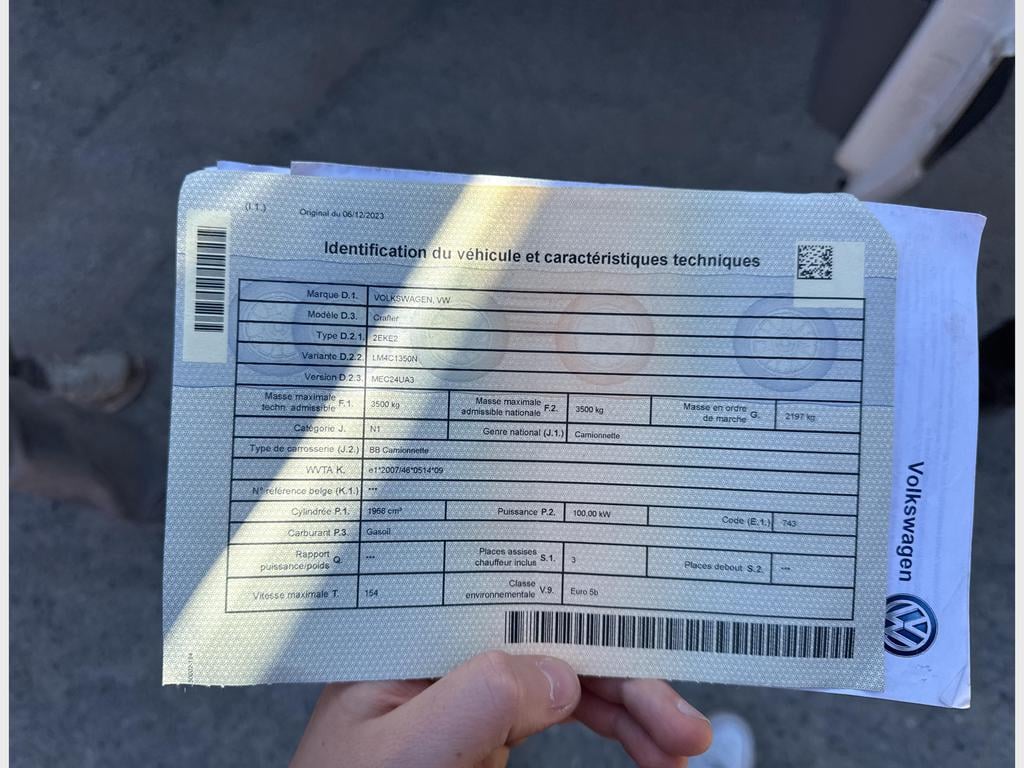 (I.1.) Original du 06/12/2023
Identification du véhicule et caractéristiques techniques
Marque D.1. VOLKSWAGEN, VW
Modèle D.3. Crafter
Type D.2.1. 2EKE2
Variante D.2.2. LM4C1350N
Version D.2.3. MEC24UA3
Masse maximale techn. admissible F.1. 3500 kg Masse maximale admissible nationale F.2. 3500 kg Masse en ordre de marche G. 2197 kg
Catégorie J. N1 Genre national (J.1.) Camionnette
Type de carrosserie (J.2.) BB Camionnette
WVTA K. e1*2007/46*0514*09
N° référence belge (K.1.) ***
Cylindrée P.1. 1968 cm³ Puissance P.2. 100,00 kW Code (E.1.) 743
Carburant P.3. Gasoil
Rapport puissance/poids Q. *** Places assises chauffeur inclus S.1. 3 Places debout S.2. ***
Vitesse maximale T. 154 Classe environnementale V.9. Euro 5b
Volkswagen